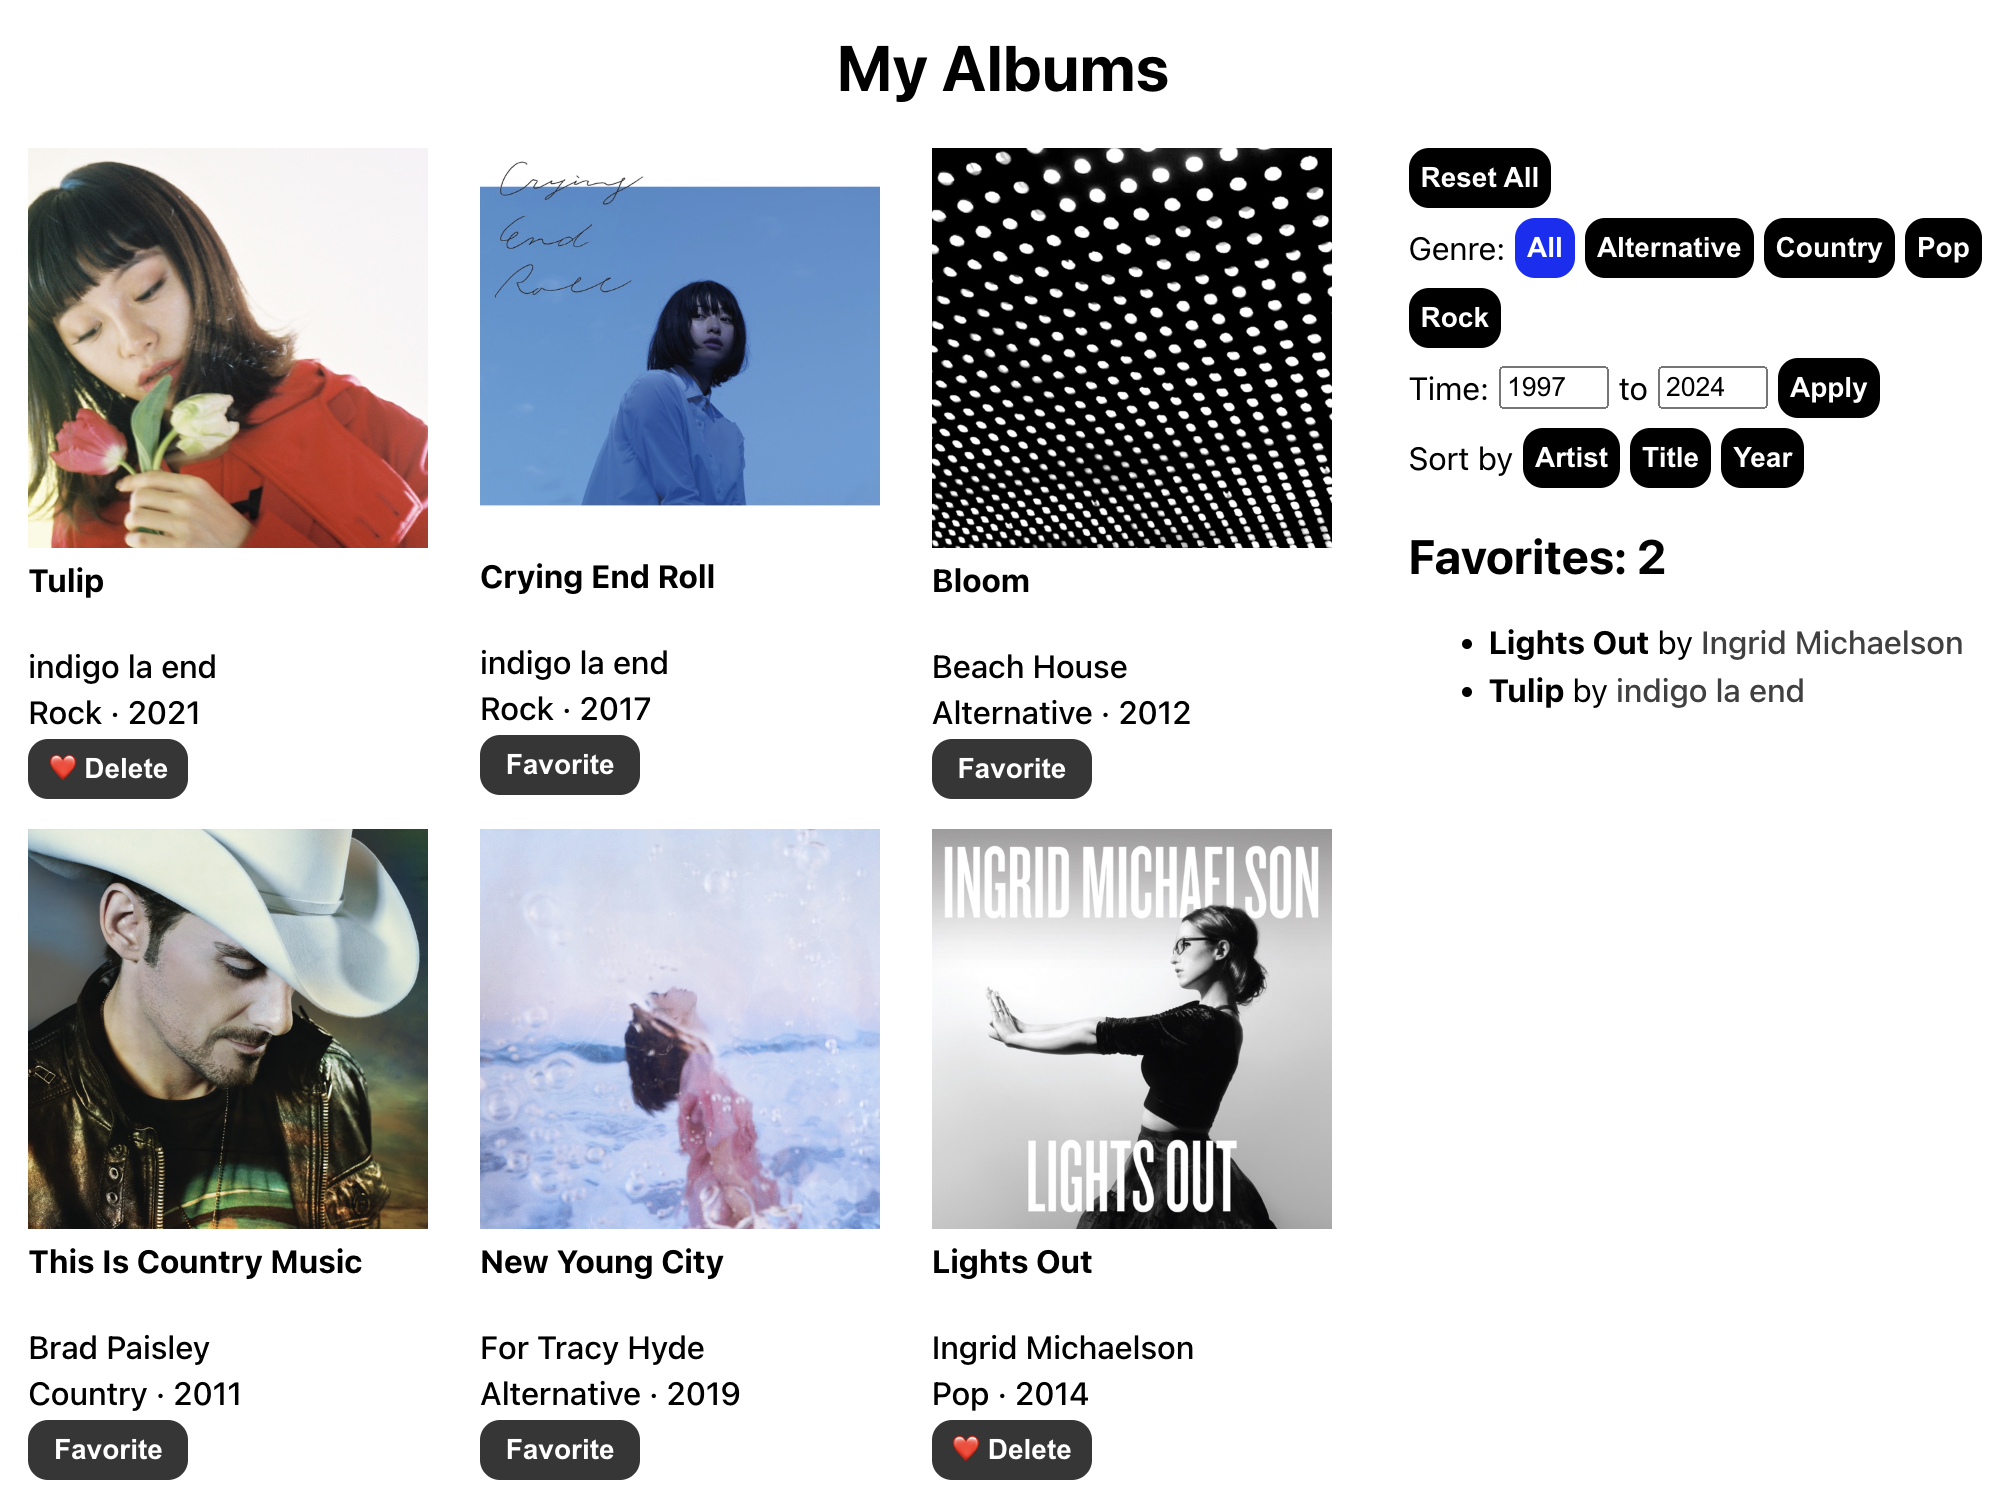 My Albums
Crying
End
Roll
Tulip
indigo la end
Rock · 2021
❤️ Delete
Crying End Roll
indigo la end
Rock · 2017
Favorite
Bloom
Beach House
Alternative · 2012
Favorite
This Is Country Music
Brad Paisley
Country · 2011
Favorite
New Young City
For Tracy Hyde
Alternative · 2019
Favorite
INGRID MICHAELSON
LIGHTS OUT
Lights Out
Ingrid Michaelson
Pop · 2014
❤️ Delete
Reset All
Genre: All Alternative Country Pop
Rock
Time: 1997 to 2024 Apply
Sort by Artist Title Year
Favorites: 2
• Lights Out by Ingrid Michaelson
• Tulip by indigo la end